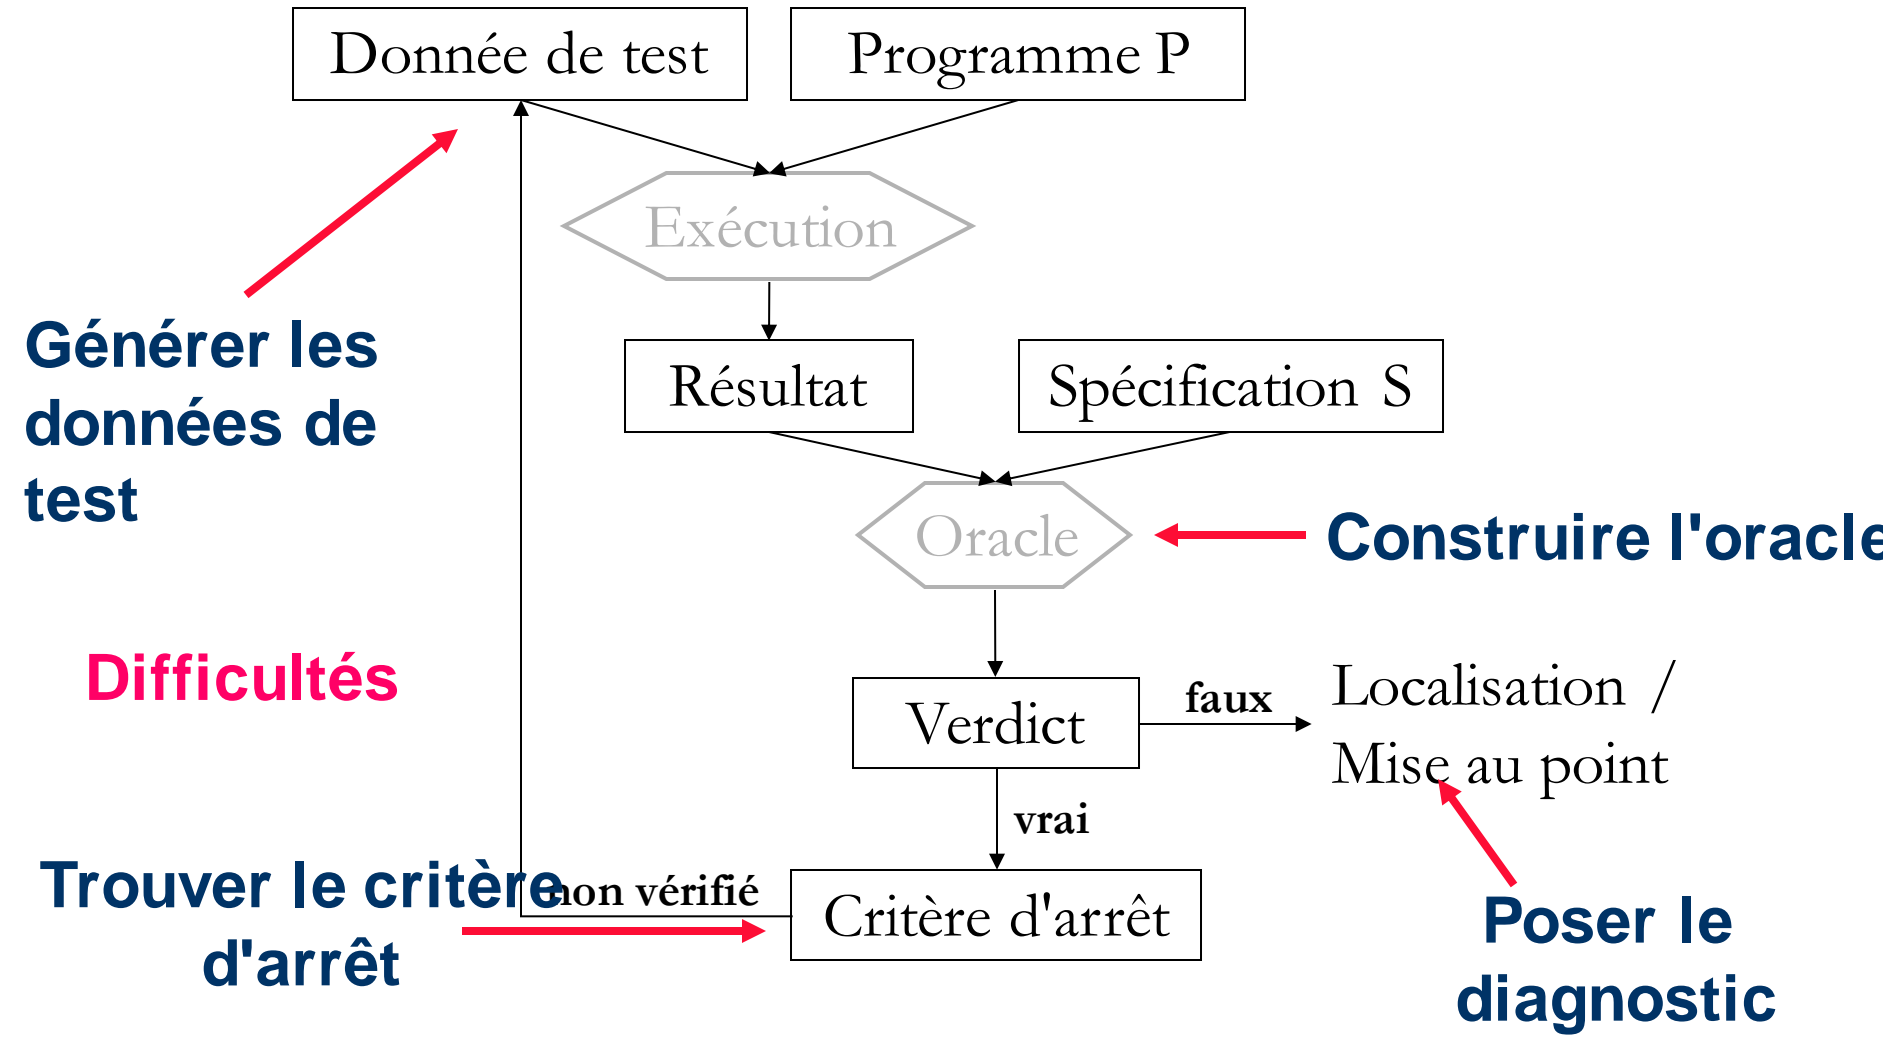 Donnée de test
Programme P
Exécution
Générer les
données de
test
Résultat
Spécification S
Oracle
Construire l'oracle
Difficultés
Verdict
faux
Localisation /
Mise au point
vrai
Trouver le critère
d'arrêt
non vérifié
Critère d'arrêt
Poser le
diagnostic